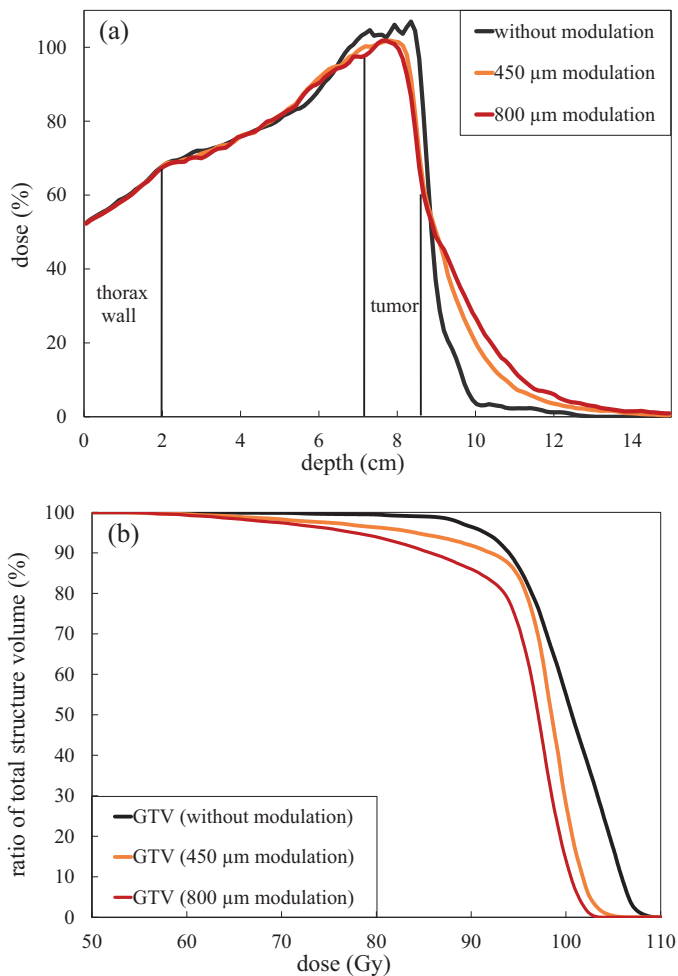 (a)
without modulation
450 µm modulation
800 µm modulation
100
80
60
40
20
0
dose (%)
thorax
wall
tumor
0 2 4 6 8 10 12 14
depth (cm)
(b)
100
90
80
70
60
50
40
30
20
10
0
ratio of total structure volume (%)
GTV (without modulation)
GTV (450 µm modulation)
GTV (800 µm modulation)
50 60 70 80 90 100 110
dose (Gy)